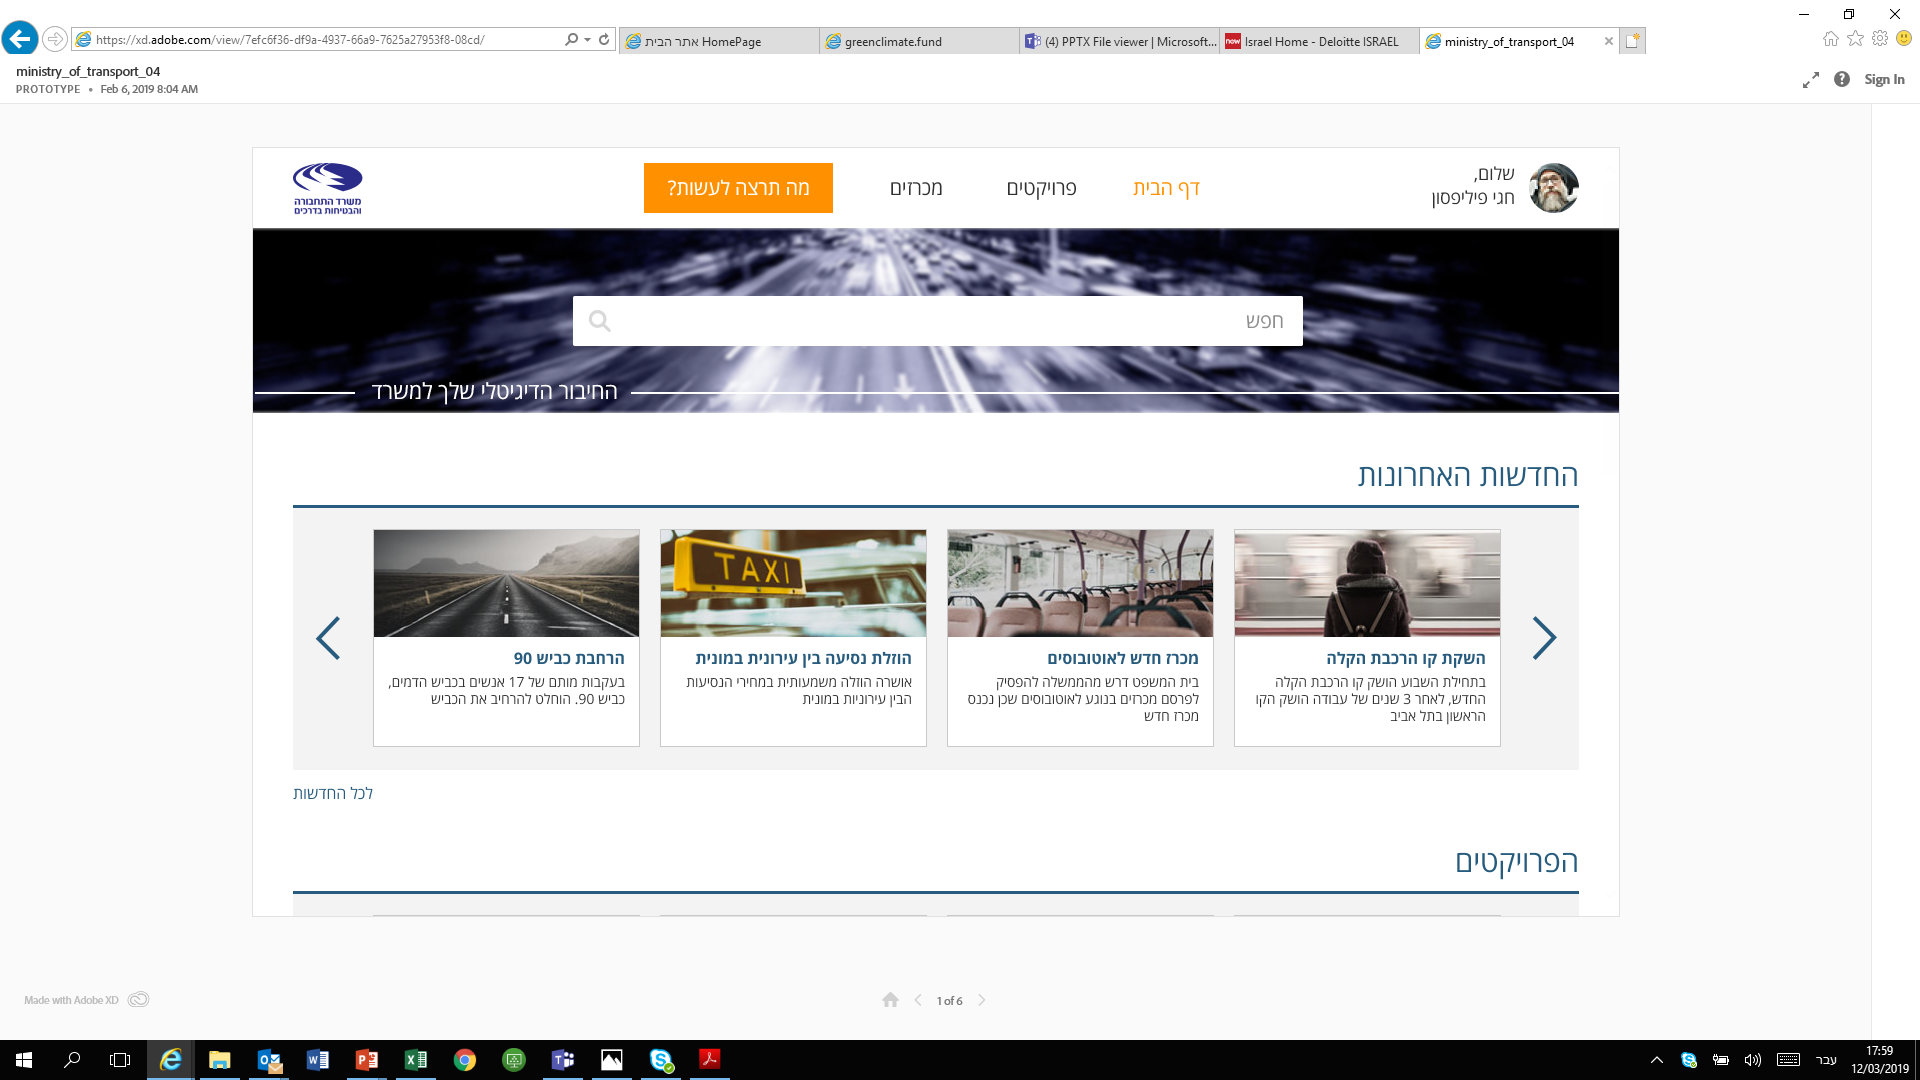 https://xd.adobe.com/view/7efc6f36-df9a-4937-66a9-7625a27953f8-08cd/
אתר הבית HomePage
greenclimate.fund
(4) PPTX File viewer | Microsoft...
now Israel Home - Deloitte ISRAEL
ministry_of_transport_04
ministry_of_transport_04
PROTOTYPE • Feb 6, 2019 8:04 AM
Sign In
שלום,
חגי פיליפסון
דף הבית
פרויקטים
מכרזים
מה תרצה לעשות?
משרד התחבורה
והבטיחות בדרכים
חפש
החיבור הדיגיטלי שלך למשרד
החדשות האחרונות
השקת קו הרכבת הקלה
בתחילת השבוע הושק קו הרכבת הקלה
החדש, לאחר 3 שנים של עבודה הושק הקו
הראשון בתל אביב
מכרז חדש לאוטובוסים
בית המשפט דרש מהממשלה להפסיק
לפרסם מכרזים בנוגע לאוטובוסים שכן נכנס
מכרז חדש
TAXI
הוזלת נסיעה בין עירונית במונית
אושרה הוזלה משמעותית במחירי הנסיעות
הבין עירוניות במונית
הרחבת כביש 90
בעקבות מותם של 17 אנשים בכביש הדמים,
כביש 90. הוחלט להרחיב את הכביש
לכל החדשות
הפרויקטים
Made with Adobe XD
1 of 6
עבר
17:59
12/03/2019